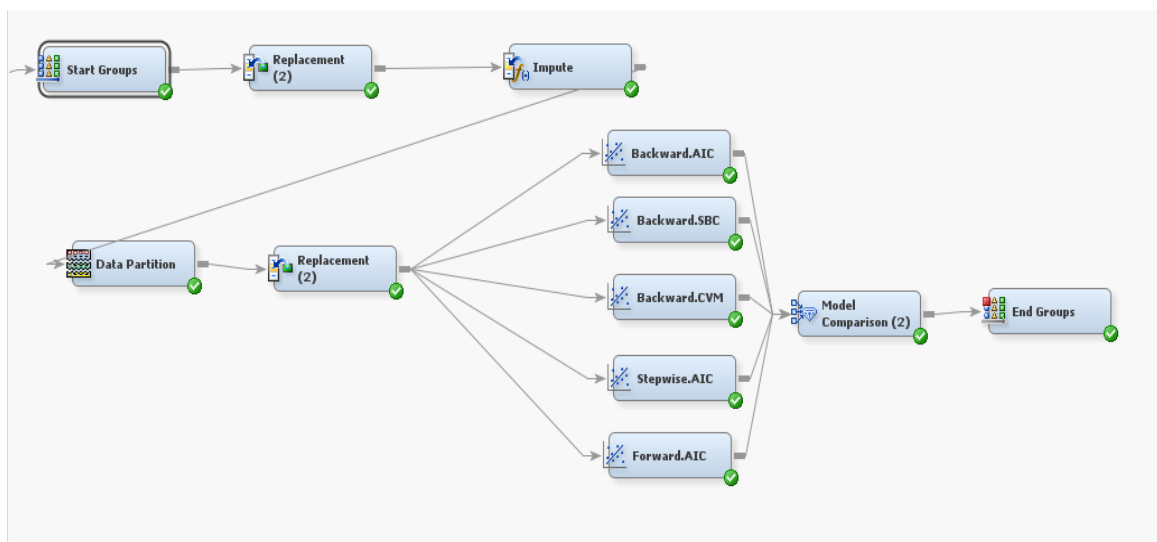 Start Groups
Replacement
(2)
Impute
Backward.AIC
Backward.SBC
Data Partition
Replacement
(2)
Backward.CVM
Model
Comparison (2)
End Groups
Stepwise.AIC
Forward.AIC